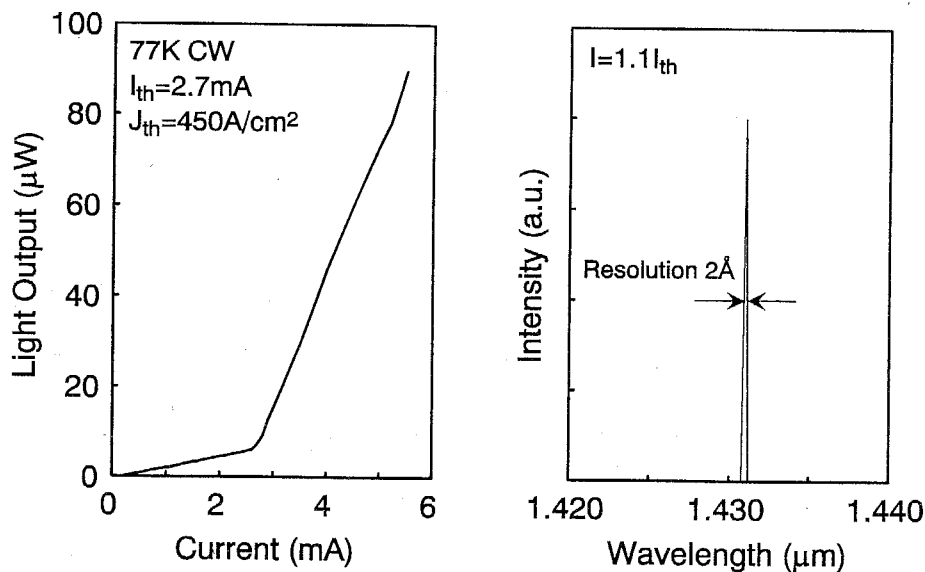 100
80
60
40
20
0
Light Output (μW)
77K CW
I_th=2.7mA
J_th=450A/cm²
0 2 4 6
Current (mA)
Intensity (a.u.)
I=1.1I_th
Resolution 2Å
1.420 1.430 1.440
Wavelength (μm)